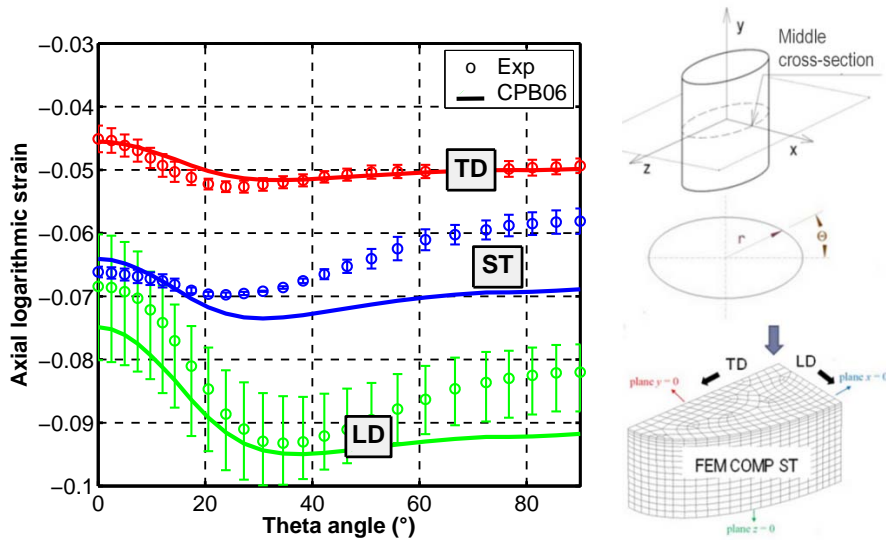 −0.03
−0.04
−0.05
−0.06
−0.07
−0.08
−0.09
−0.1
Axial logarithmic strain
Exp
CPB06
TD
ST
LD
0
20
40
60
80
Theta angle (°)
y
Middle
cross-section
z
x
r
Θ
TD
LD
plane y = 0
plane x = 0
FEM COMP ST
plane z = 0